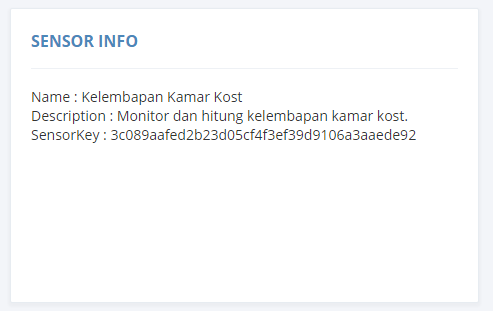 SENSOR INFO
Name : Kelembapan Kamar Kost
Description : Monitor dan hitung kelembapan kamar kost.
SensorKey : 3c089aafed2b23d05cf4f3ef39d9106a3aaede92